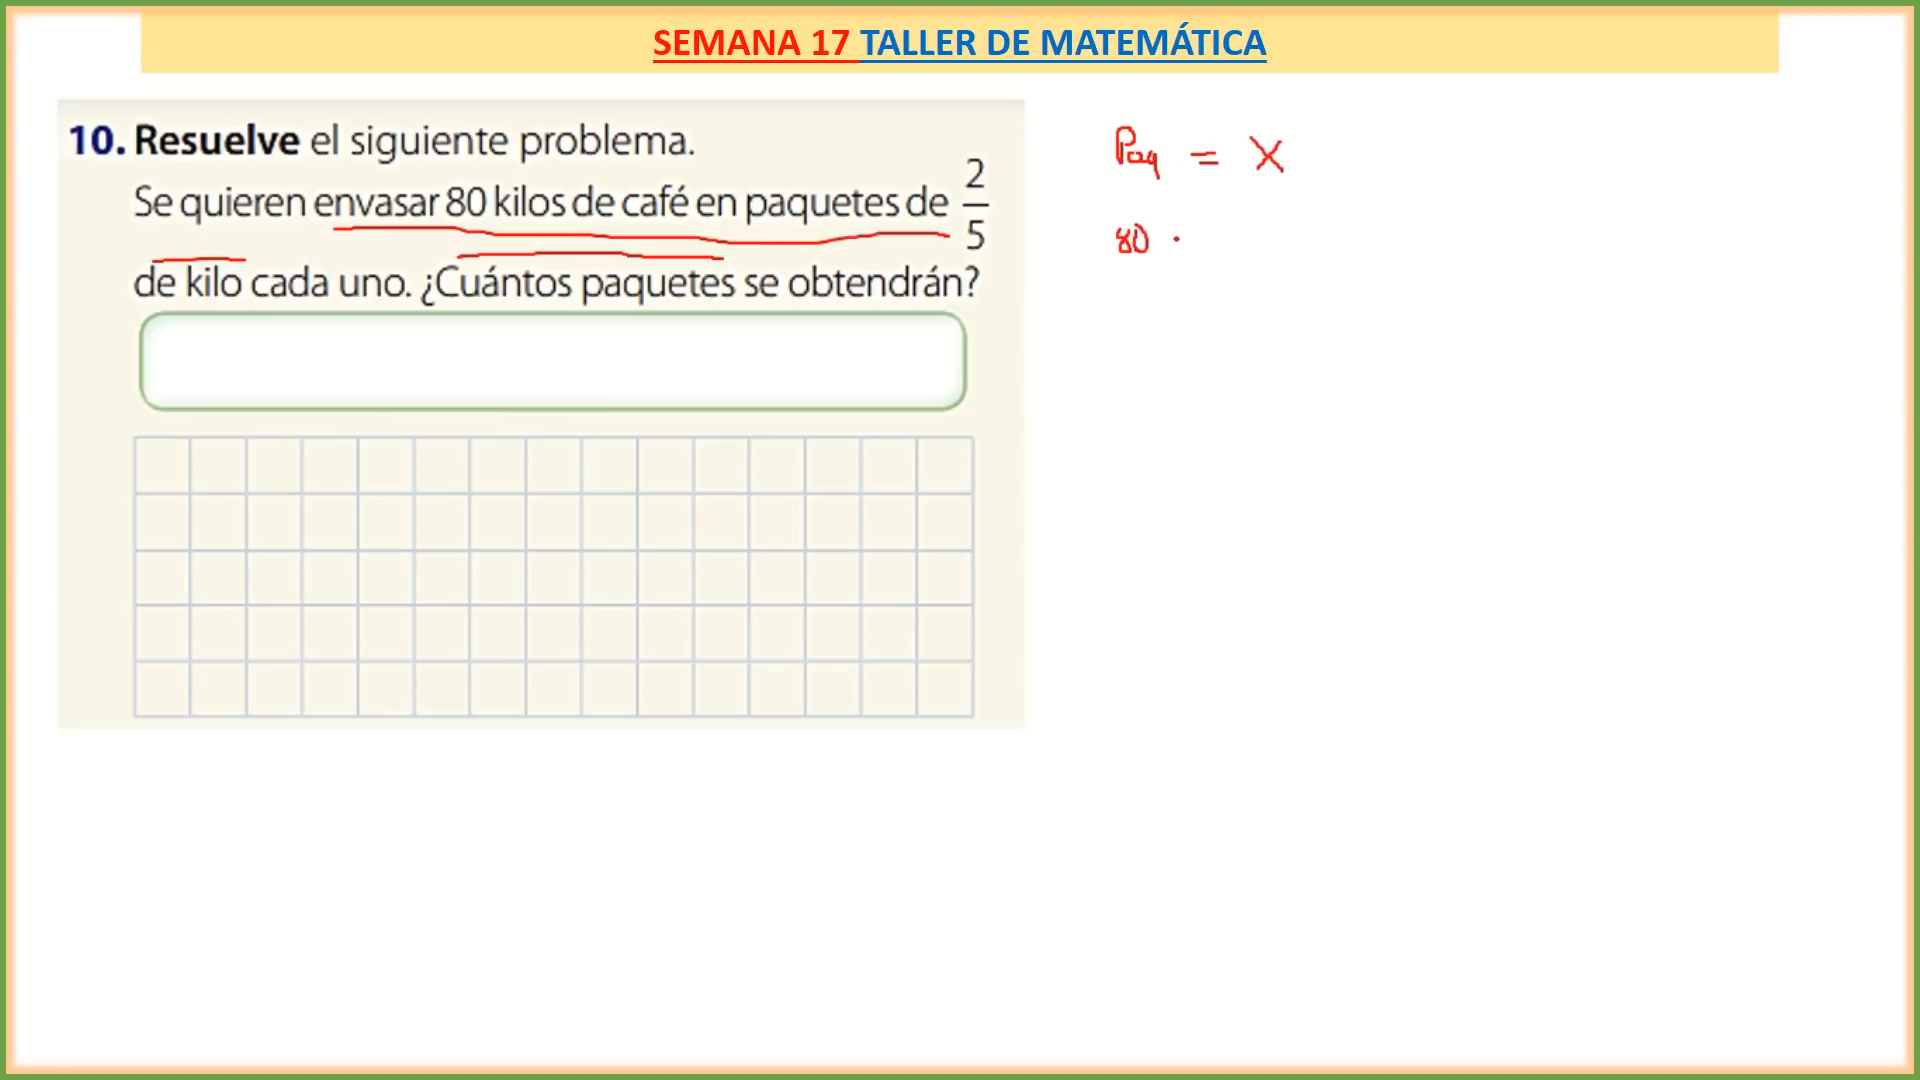 SEMANA 17 TALLER DE MATEMÁTICA
10. Resuelve el siguiente problema.
Se quieren envasar 80 kilos de café en paquetes de 2/5
de kilo cada uno. ¿Cuántos paquetes se obtendrán?
Paq = X
80 .